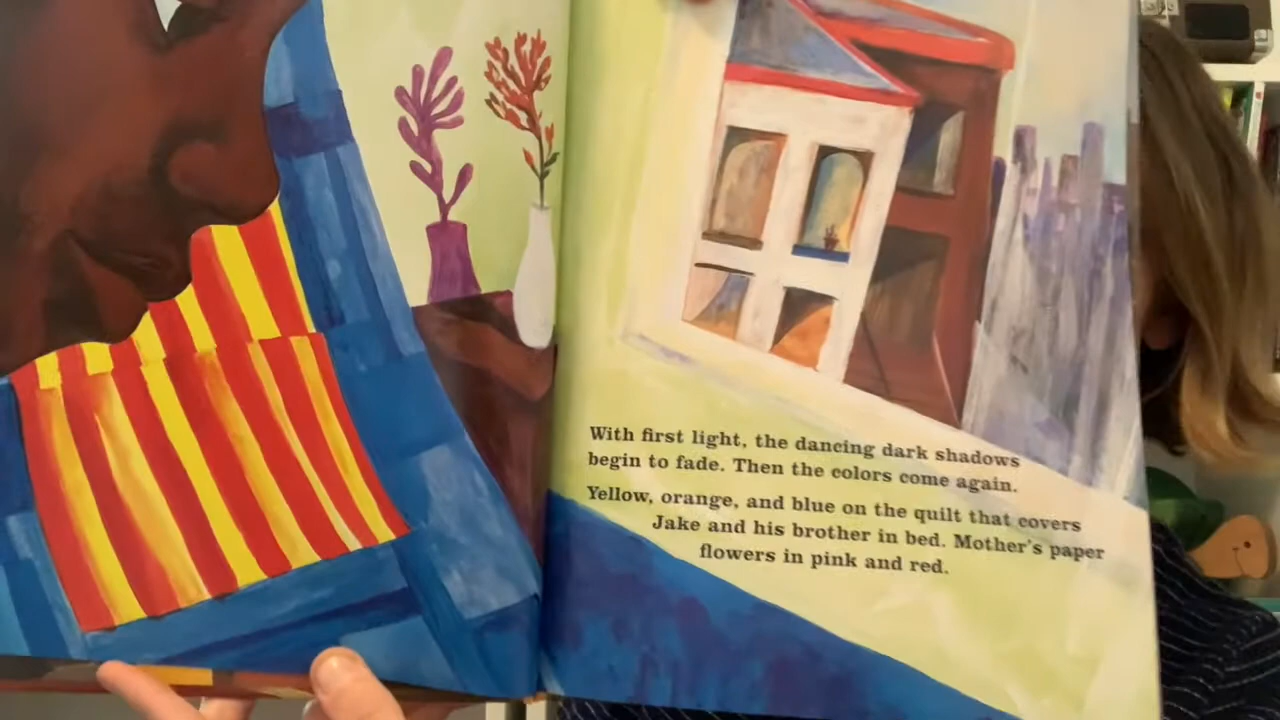 With first light, the dancing dark shadows
begin to fade. Then the colors come again.
Yellow, orange, and blue on the quilt that covers
Jake and his brother in bed. Mother's paper
flowers in pink and red.